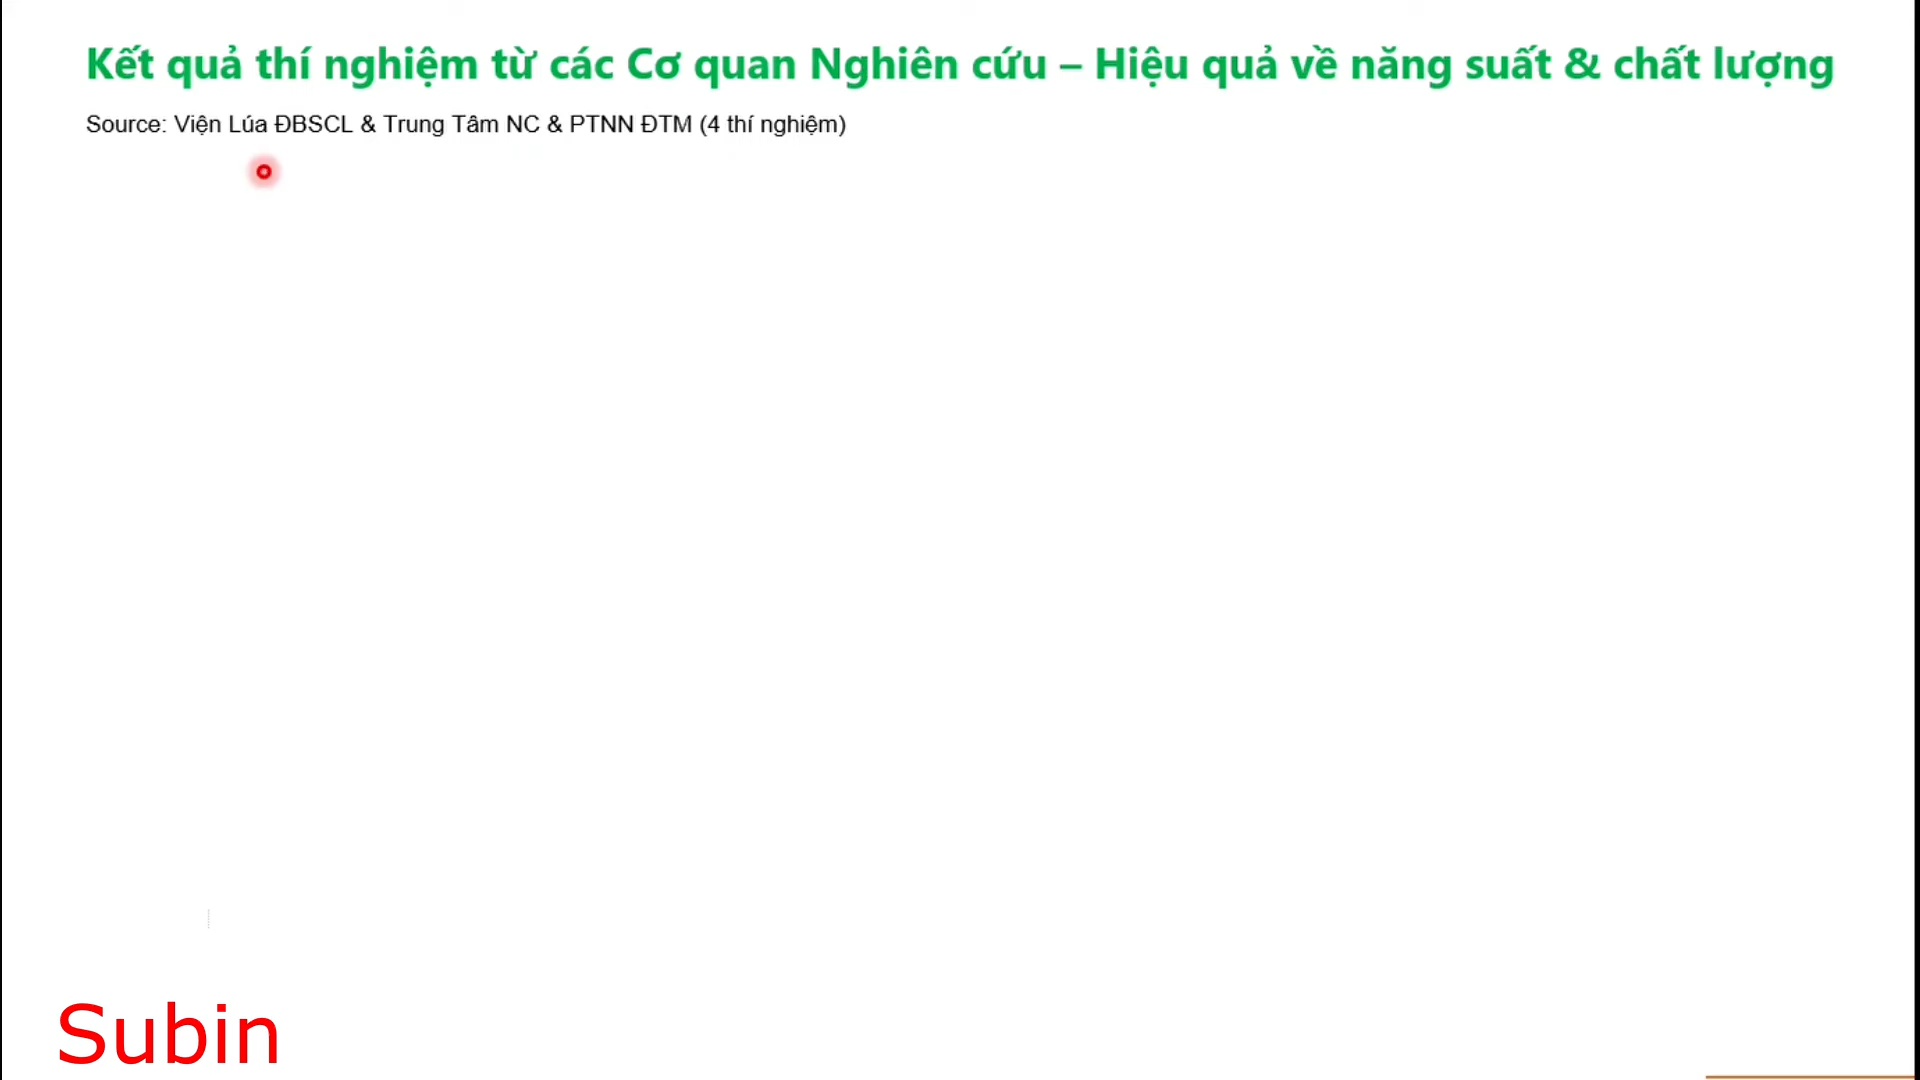 Kết quả thí nghiệm từ các Cơ quan Nghiên cứu – Hiệu quả về năng suất & chất lượng
Source: Viện Lúa ĐBSCL & Trung Tâm NC & PTNN ĐTM (4 thí nghiệm)
Subin